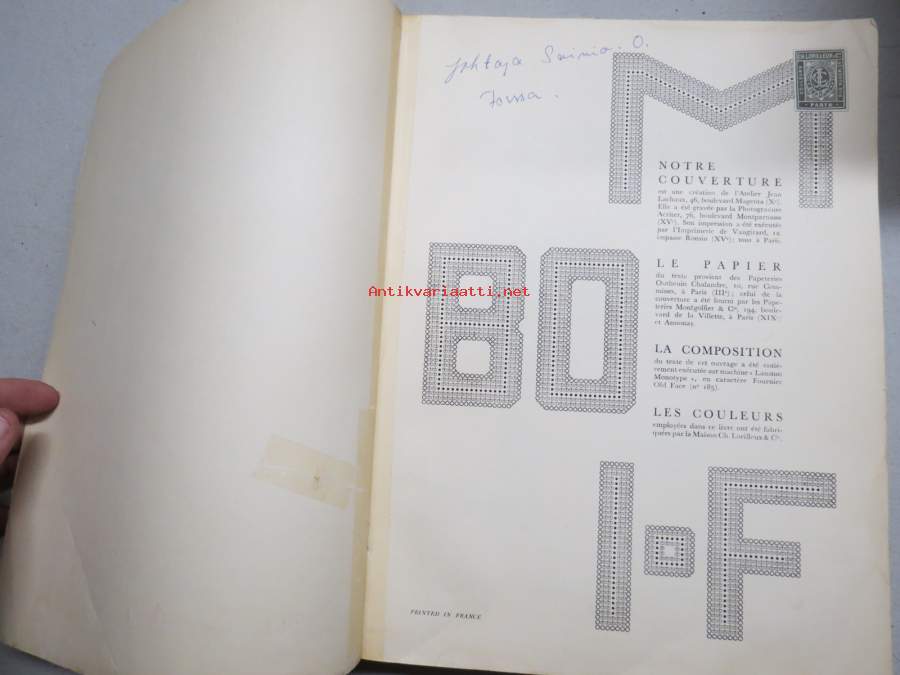 Johtaja Soinio. O.
Forssa.
CH. LORILLEUX & Cie
PARIS
M
NOTRE
COUVERTURE
est une création de l'Atelier Jean
Lachaux, 46, boulevard Magenta (Xe).
Elle a été gravée par la Photogravure
Actiner, 76, boulevard Montparnasse
(XVe). Son impression a été exécutée
par l'Imprimerie de Vaugirard, 12,
impasse Ronsin (XVe); tous à Paris.
BO
LE PAPIER
du texte provient des Papeteries
Outhenin Chalandre, 10, rue
à Paris (IIIe); celui de la
couverture a été fourni par les Pape-
teries Montgolfier & Cie, 194, boule-
vard de la Villette, à Paris (XIXe)
et Annonay.
Antikvariaatti.net
LA COMPOSITION
du texte de cet ouvrage a été entiè-
rement exécutée sur machine « Lanston
Monotype », en caractère Fournier
Old Face (no 185).
LES COULEURS
employées dans ce livre ont été fabri-
quées par la Maison Ch. Lorilleux & Cie.
I F
PRINTED IN FRANCE